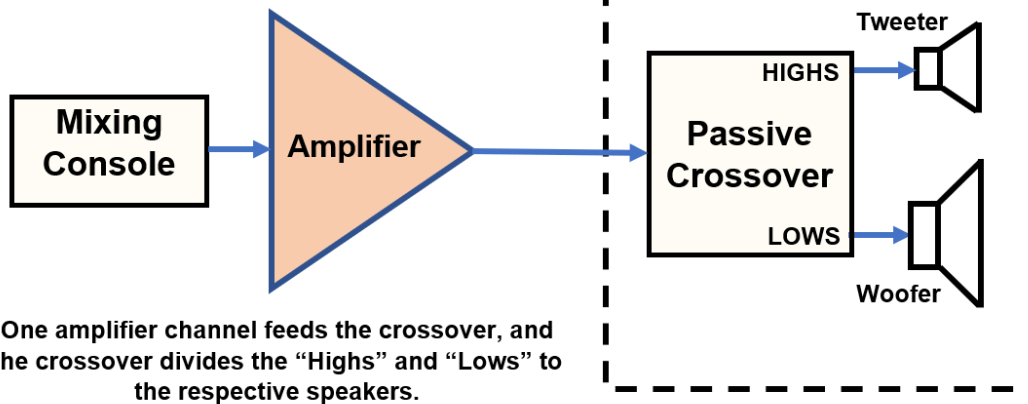 Mixing
Console
Amplifier
Passive
Crossover
HIGHS
LOWS
Tweeter
Woofer
One amplifier channel feeds the crossover, and
he crossover divides the “Highs” and “Lows” to
the respective speakers.